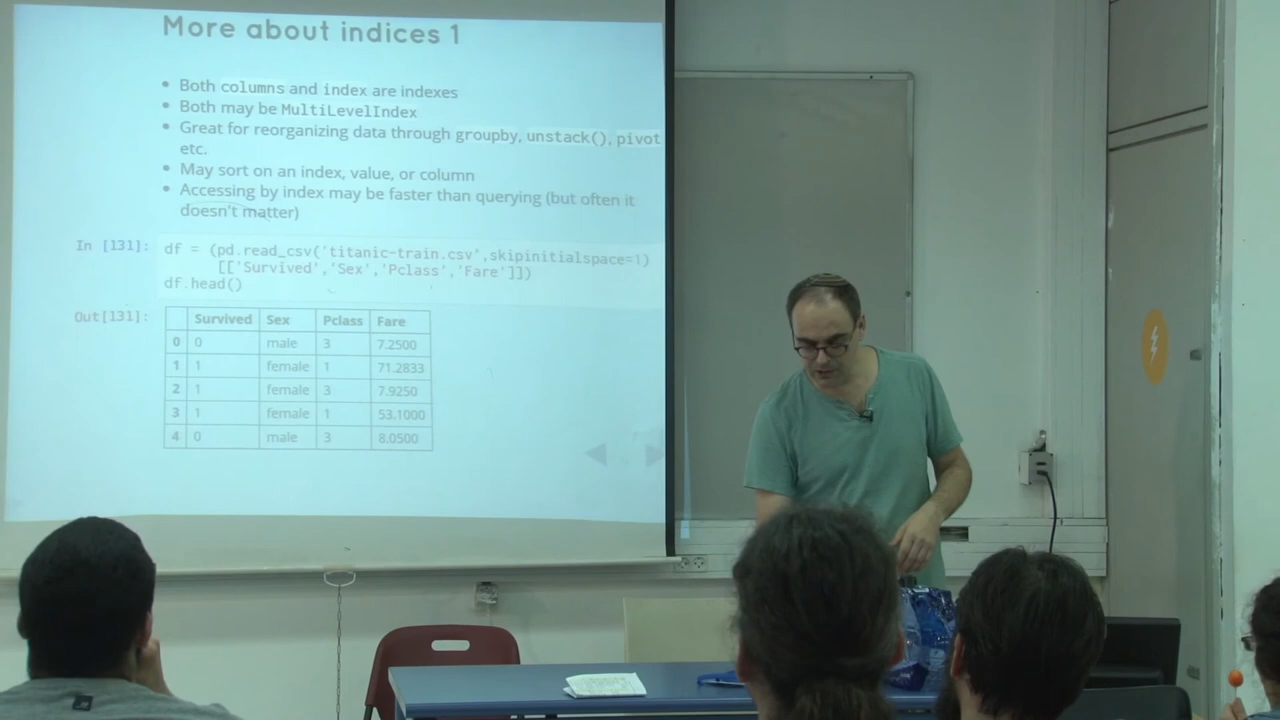 More about indices 1
Both columns and index are indexes
Both may be MultiLevelIndex
Great for reorganizing data through groupby, unstack(), pivot
etc.
May sort on an index, value, or column
Accessing by index may be faster than querying (but often it
doesn't matter)
In [131]: df = (pd.read_csv('titanic-train.csv',skipinitialspace=1)
[['Survived','Sex','Pclass','Fare']])
df.head()
Out[131]:
Survived Sex Pclass Fare
0 0 male 3 7.2500
1 1 female 1 71.2833
2 1 female 3 7.9250
3 1 female 1 53.1000
4 0 male 3 8.0500